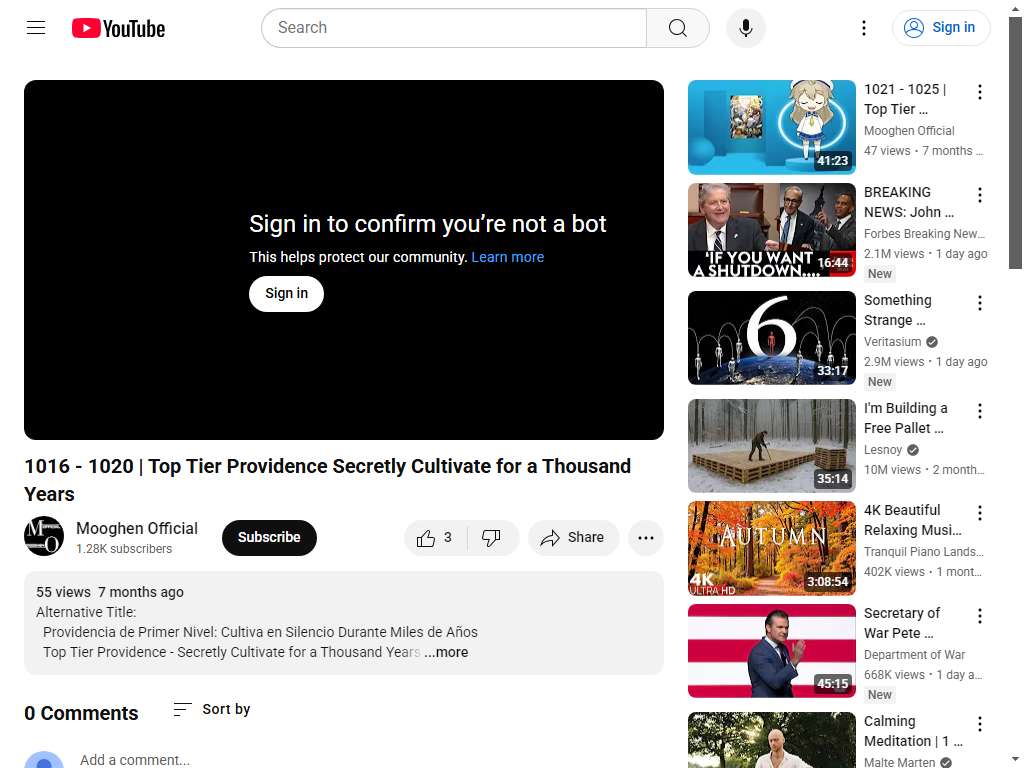 YouTube
Search
Sign in
Sign in to confirm you’re not a bot
This helps protect our community. Learn more
Sign in
1016 - 1020 | Top Tier Providence Secretly Cultivate for a Thousand
Years
Mooghen Official
1.28K subscribers
Subscribe
3
Share
55 views 7 months ago
Alternative Title:
Providencia de Primer Nivel: Cultiva en Silencio Durante Miles de Años
Top Tier Providence - Secretly Cultivate for a Thousand Years ...more
0 Comments
Sort by
Add a comment...
41:23
1021 - 1025 |
Top Tier …
Mooghen Official
47 views • 7 months …
'IF YOU WANT
A SHUTDOWN....
16:44
BREAKING
NEWS: John …
Forbes Breaking New…
2.1M views • 1 day ago
New
6
33:17
Something
Strange …
Veritasium
2.9M views • 1 day ago
New
35:14
I'm Building a
Free Pallet …
Lesnoy
10M views • 2 month…
AUTUMN
4K
ULTRA HD
3:08:54
4K Beautiful
Relaxing Musi…
Tranquil Piano Lands…
402K views • 1 mont…
45:15
Secretary of
War Pete …
Department of War
668K views • 1 day a…
New
Calming
Meditation | 1 …
Malte Marten